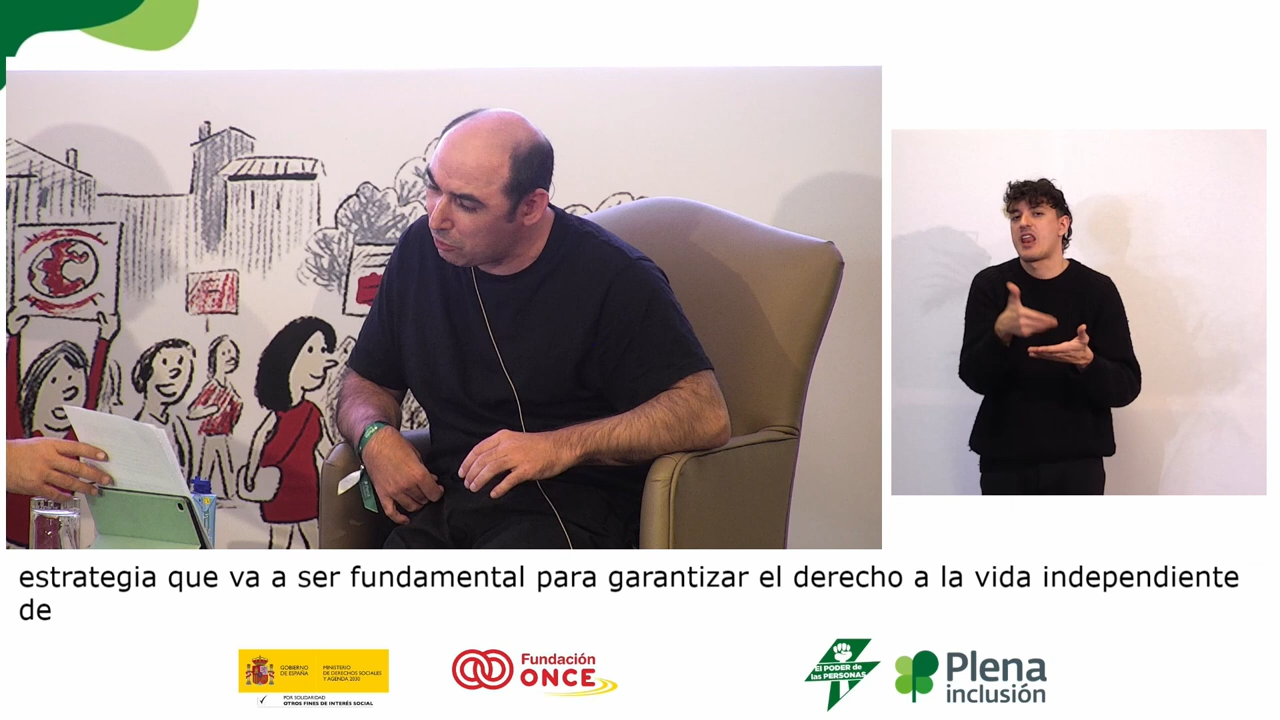 estrategia que va a ser fundamental para garantizar el derecho a la vida independiente
de
GOBIERNO
DE ESPAÑA
MINISTERIO
DE DERECHOS SOCIALES
Y AGENDA 2030
POR SOLIDARIDAD
OTROS FINES DE INTERÉS SOCIAL
Fundación
ONCE
EL PODER de
las PERSONAS
Plena
inclusión